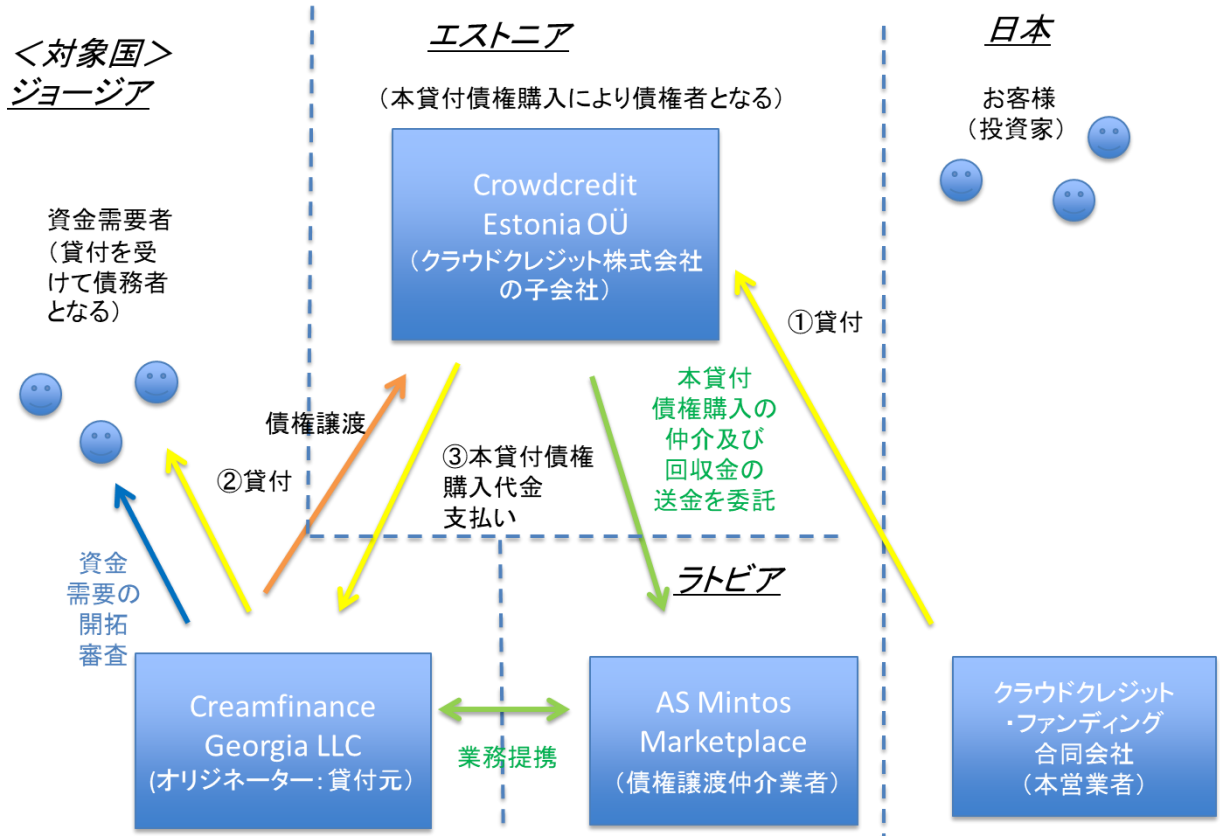 ＜対象国＞
ジョージア
エストニア
日本
（本貸付債権購入により債権者となる）
お客様
（投資家）
Crowdcredit
Estonia OÜ
（クラウドクレジット株式会社
の子会社）
資金需要者
（貸付を受
けて債務者
となる）
①貸付
債権譲渡
②貸付
③本貸付債権
購入代金
支払い
本貸付
債権購入の
仲介及び
回収金の
送金を委託
資金
需要の
開拓
審査
ラトビア
Creamfinance
Georgia LLC
(オリジネーター：貸付元）
業務提携
AS Mintos
Marketplace
（債権譲渡仲介業者）
クラウドクレジット
・ファンディング
合同会社
（本営業者）